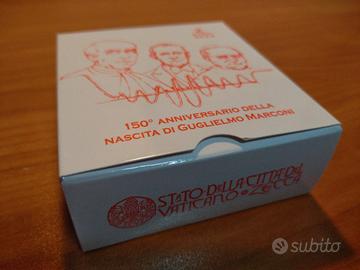 150° ANNIVERSARIO DELLA
NASCITA DI GUGLIELMO MARCONI
STATO DELLA CITTÀ DEL
VATICANO ZECCA
subito